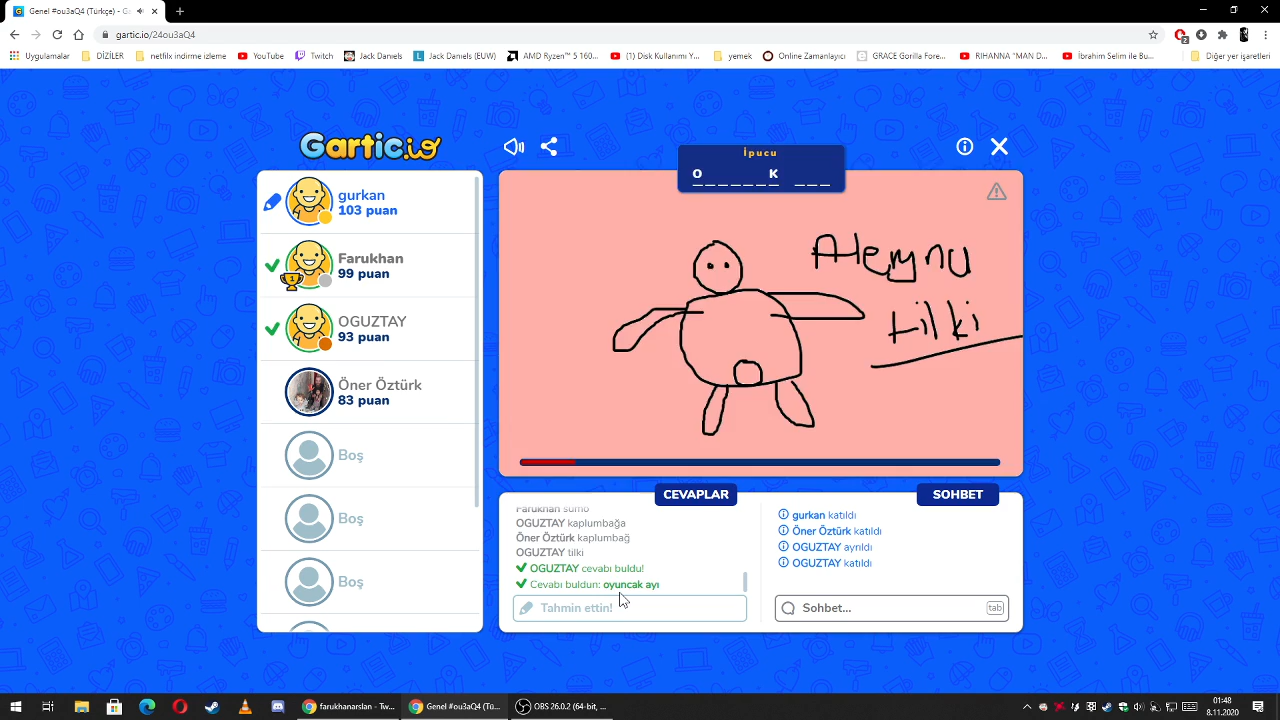 Genel #ou3aQ4 (Türkçe) - G
gartic.io/24ou3aQ4
Uygulamalar DİZİLER netflix indirme izleme YouTube Twitch Jack Daniels Jack Daniels (EUW) AMD Ryzen™ 5 160... (1) Disk Kullanımı Y... yemek Online Zamanlayıcı GRACE Gorilla Fore... RIHANNA "MAN D... İbrahim Selim ile Bu... Diğer yer işaretleri
Gartic.io
İpucu
O _ _ _ _ _ K _ _ _
gurkan
103 puan
Farukhan
99 puan
1
OGUZTAY
93 puan
Öner Öztürk
83 puan
Boş
Boş
Boş
Aleyna
tilki
CEVAPLAR
Farukhan sumo
OGUZTAY kaplumbağa
Öner Öztürk kaplumbağ
OGUZTAY tilki
OGUZTAY cevabı buldu!
Cevabı buldun: oyuncak ayı
Tahmin ettin!
SOHBET
gurkan katıldı
Öner Öztürk katıldı
OGUZTAY ayrıldı
OGUZTAY katıldı
Sohbet...
tab
farukhanarslan - Tw...
Genel #ou3aQ4 (Tü...
OBS 26.0.2 (64-bit, ...
01:48
8.11.2020